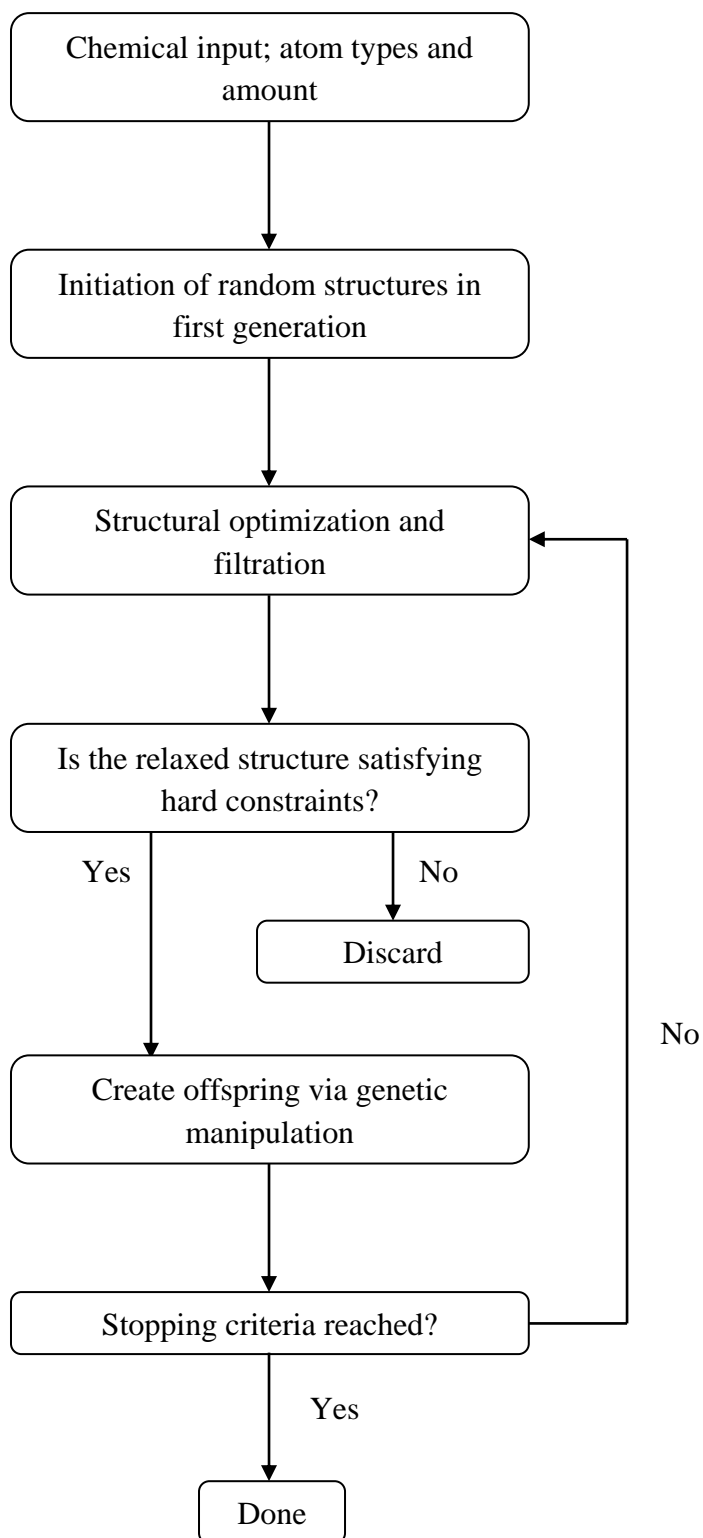 Chemical input; atom types and
amount
Initiation of random structures in
first generation
Structural optimization and
filtration
Is the relaxed structure satisfying
hard constraints?
Yes
No
Discard
No
Create offspring via genetic
manipulation
Stopping criteria reached?
Yes
Done